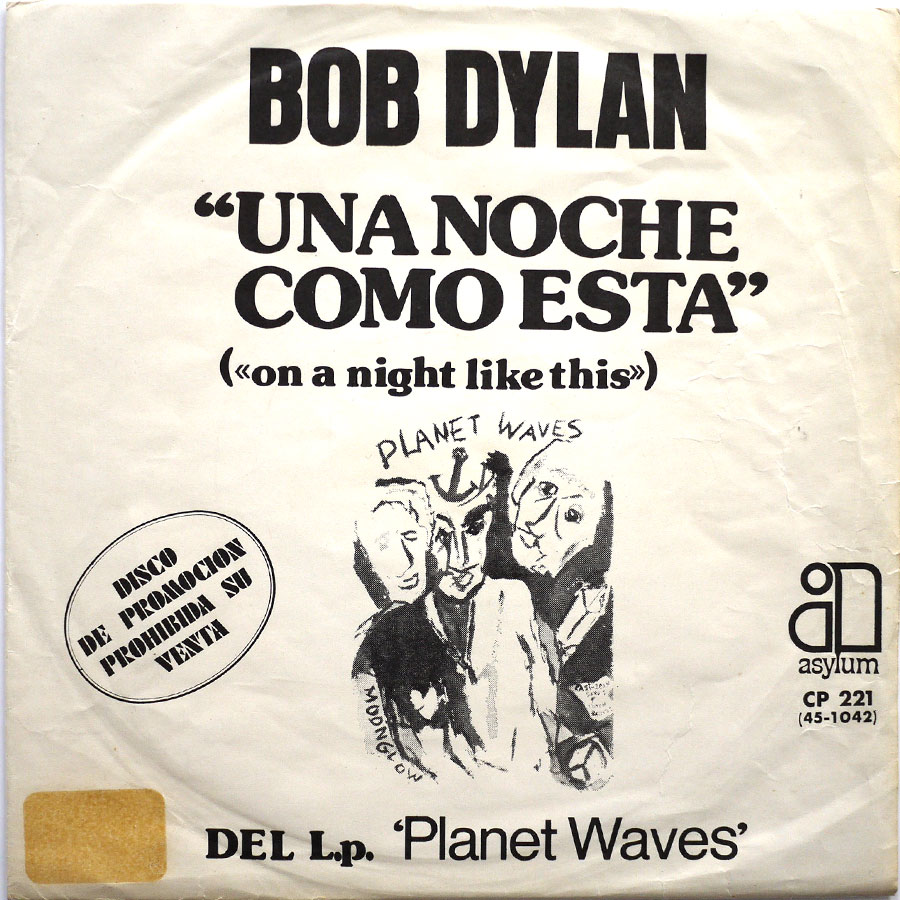 BOB DYLAN
“UNA NOCHE
COMO ESTA”
(«on a night like this»)
PLANET WAVES
DISCO
DE PROMOCION
PROHIBIDA SU
VENTA
MOONGLOW
asylum
CP 221
(45-1042)
DEL L.p. ‘Planet Waves’